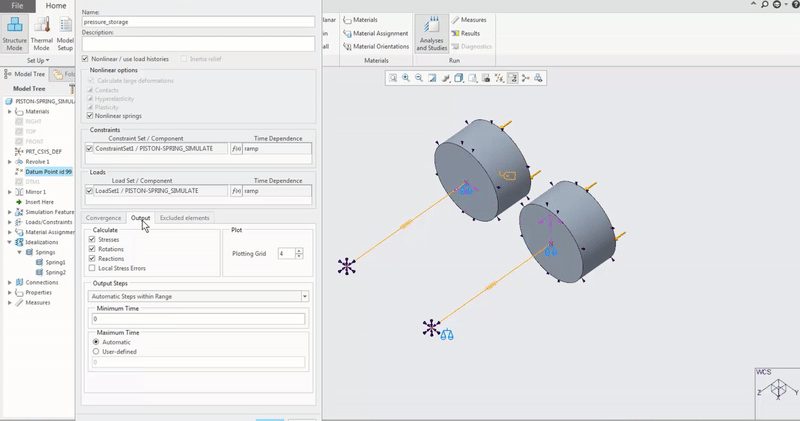 File
Home
Structure Mode
Thermal Mode
Model Setup
Set Up
Model Tree
Model Tree
PISTON-SPRING_SIMULA
Materials
RIGHT
TOP
FRONT
PRT_CSYS_DEF
Revolve 1
Datum Point id 99
DTM1
Mirror 1
Insert Here
Simulation Feature
Loads/Constraints
Material Assignment
Idealizations
Springs
Spring1
Spring2
Connections
Properties
Measures
Name:
pressure_storage
Description:
Nonlinear / use load histories
Inertia relief
Nonlinear options
Calculate large deformations
Contacts
Hyperelasticity
Plasticity
Nonlinear springs
Constraints
Constraint Set / Component
Time Dependence
ConstraintSet1 / PISTON-SPRING_SIMULATE
f(x) ramp
Loads
Load Set / Component
Time Dependence
LoadSet1 / PISTON-SPRING_SIMULATE
f(x) ramp
Convergence
Output
Excluded elements
Calculate
Stresses
Rotations
Reactions
Local Stress Errors
Plot
Plotting Grid
4
Output Steps
Automatic Steps within Range
Minimum Time
0
Maximum Time
Automatic
User-defined
0
Materials
Material Assignment
Material Orientations
Materials
Analyses and Studies
Measures
Results
Diagnostics
Run
WCS
Z
X
Y